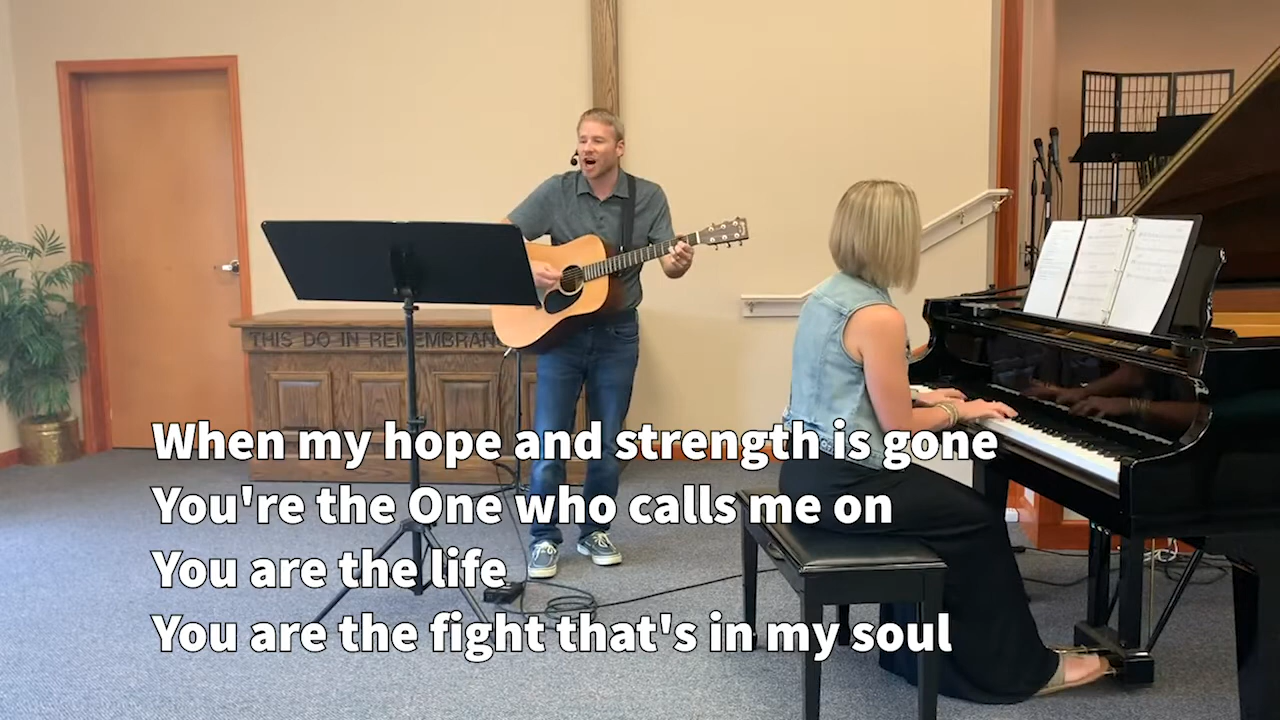 THIS DO IN REMEMBRAN
When my hope and strength is gone
You're the One who calls me on
You are the life
You are the fight that's in my soul